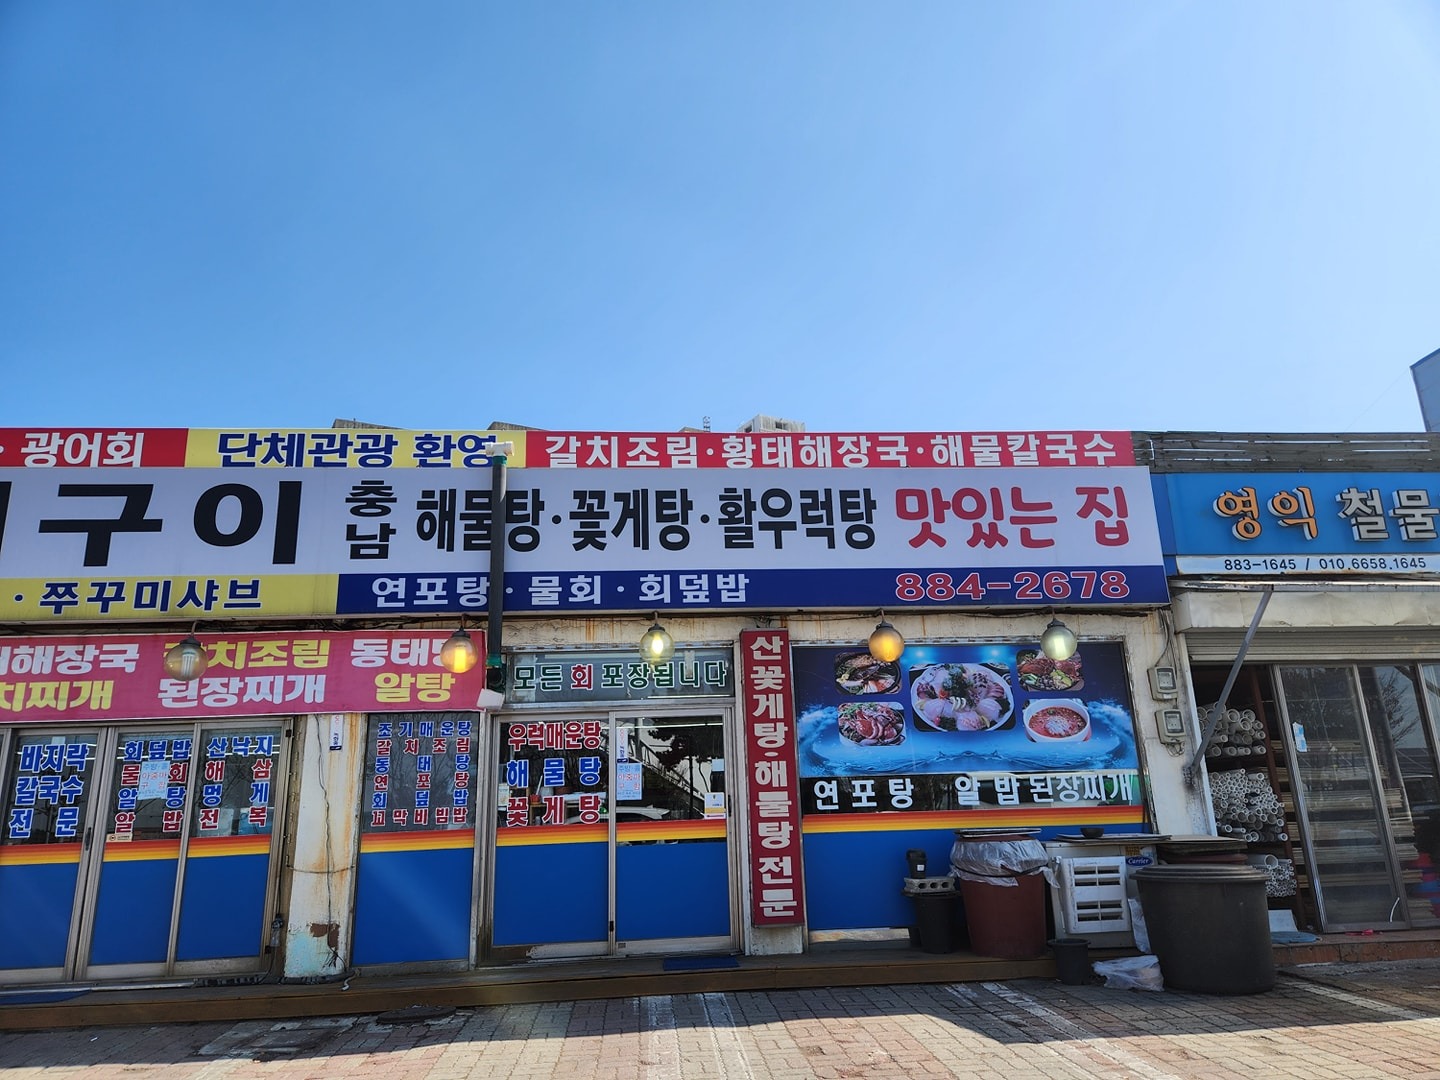 · 광어회
단체관광 환영
갈치조림·황태해장국·해물칼국수
구이
충남
해물탕·꽃게탕·활우럭탕
맛있는 집
· 쭈꾸미샤브
연포탕·물회·회덮밥
884-2678
영익 철물
883-1645 / 010.6658.1645
해장국 갈치조림 동태탕
치찌개 된장찌개 알탕
모든 회 포장됩니다
산꽃게탕해물탕전문
바지락
칼국수
전문
회덮밥
물회
알탕
알밥
산낙지
해삼
멍게
전복
조기매운탕
갈치조림
동태탕
연포탕
회덮밥
꼬막비빔밥
우럭매운탕
해물탕
꽃게탕
연포탕 알밥 된장찌개
Carrier